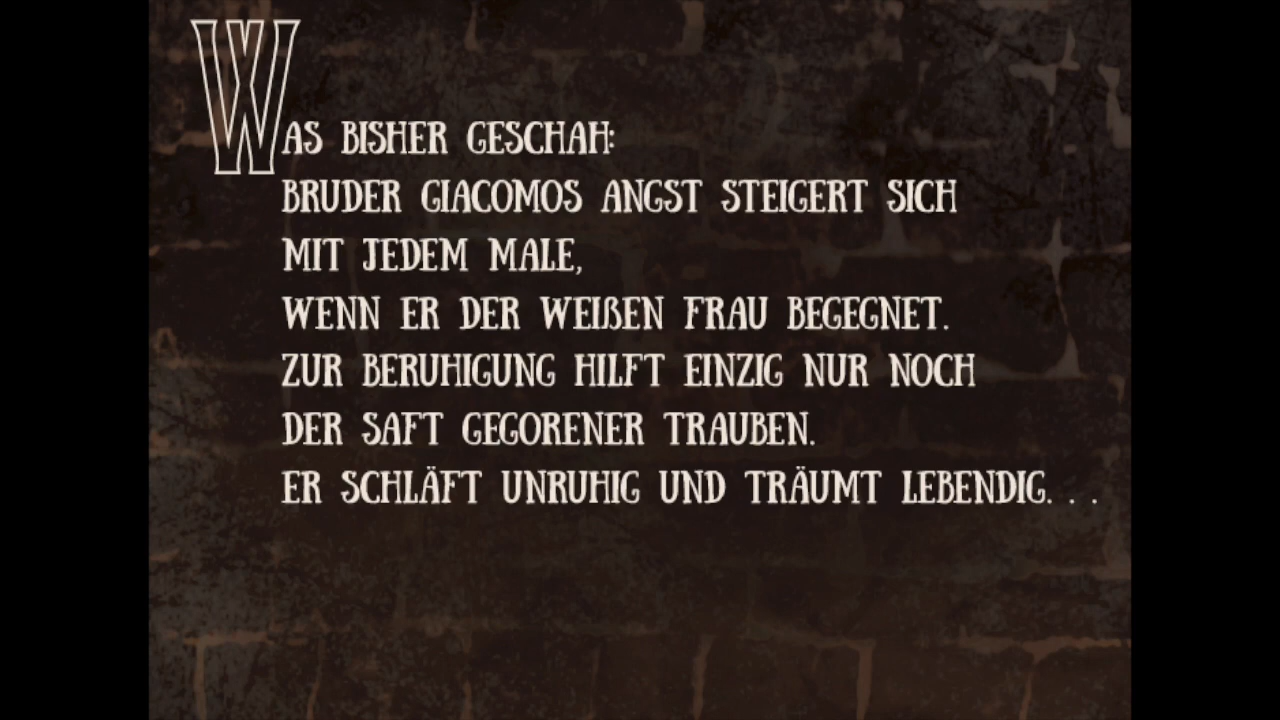 WAS BISHER GESCHAH:
BRUDER GIACOMOS ANGST STEIGERT SICH
MIT JEDEM MALE,
WENN ER DER WEIßEN FRAU BEGEGNET.
ZUR BERUHIGUNG HILFT EINZIG NUR NOCH
DER SAFT GEGORENER TRAUBEN.
ER SCHLÄFT UNRUHIG UND TRÄUMT LEBENDIG. . .